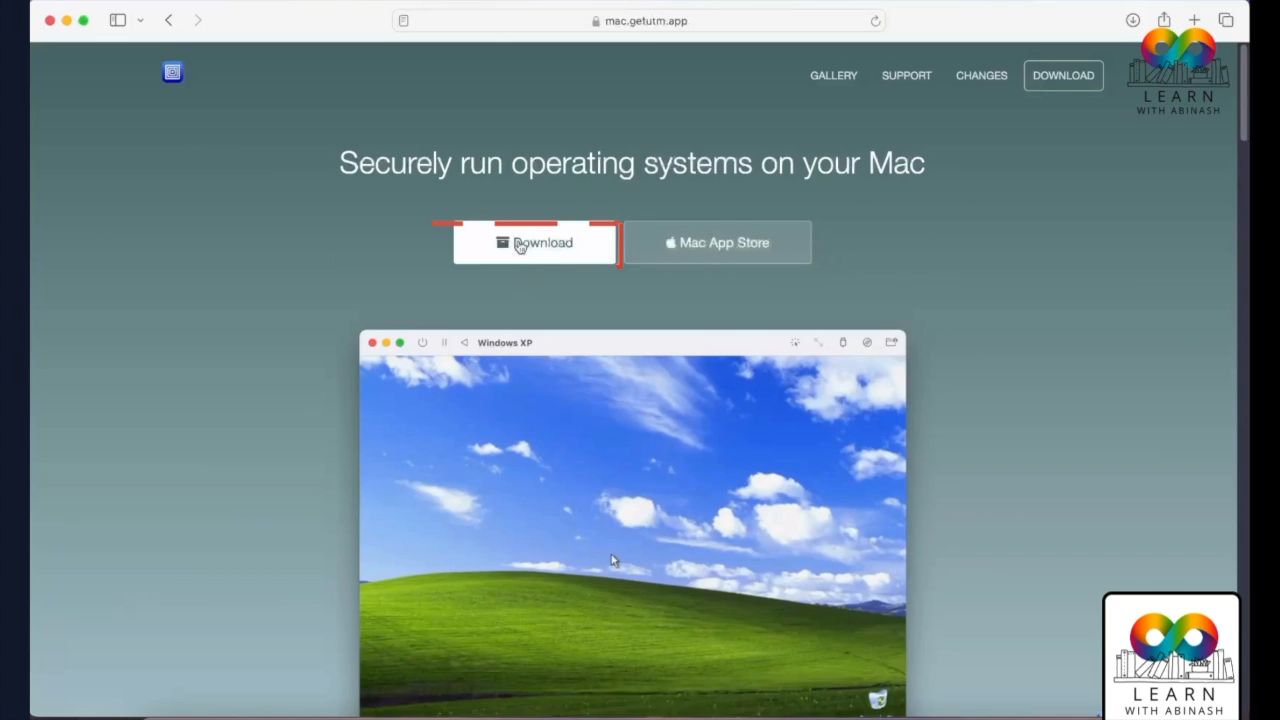 mac.getutm.app
GALLERY SUPPORT CHANGES DOWNLOAD
LEARN
WITH ABINASH
Securely run operating systems on your Mac
Download Mac App Store
Windows XP
LEARN
WITH ABINASH